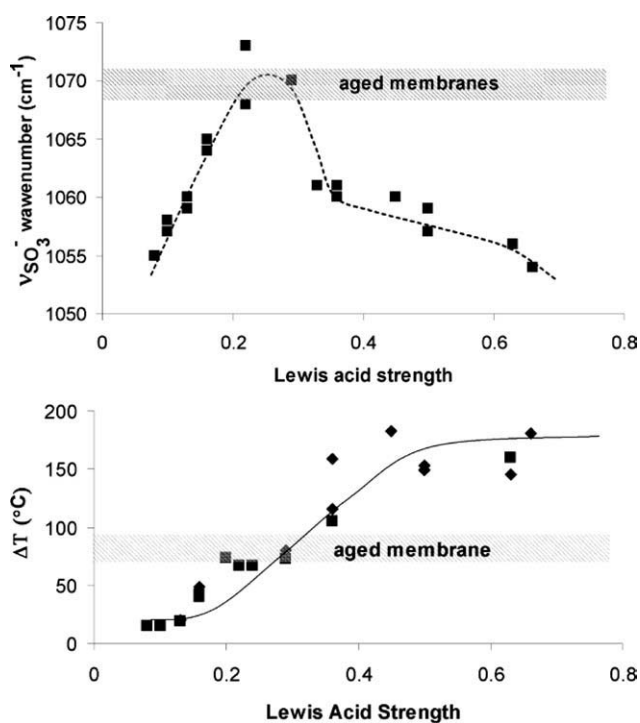 1075
1070
1065
1060
1055
1050
νSO3⁻ wawenumber (cm⁻¹)
aged membranes
0 0.2 0.4 0.6 0.8
Lewis acid strength
200
150
100
50
0
ΔT (°C)
aged membrane
0 0.2 0.4 0.6 0.8
Lewis Acid Strength